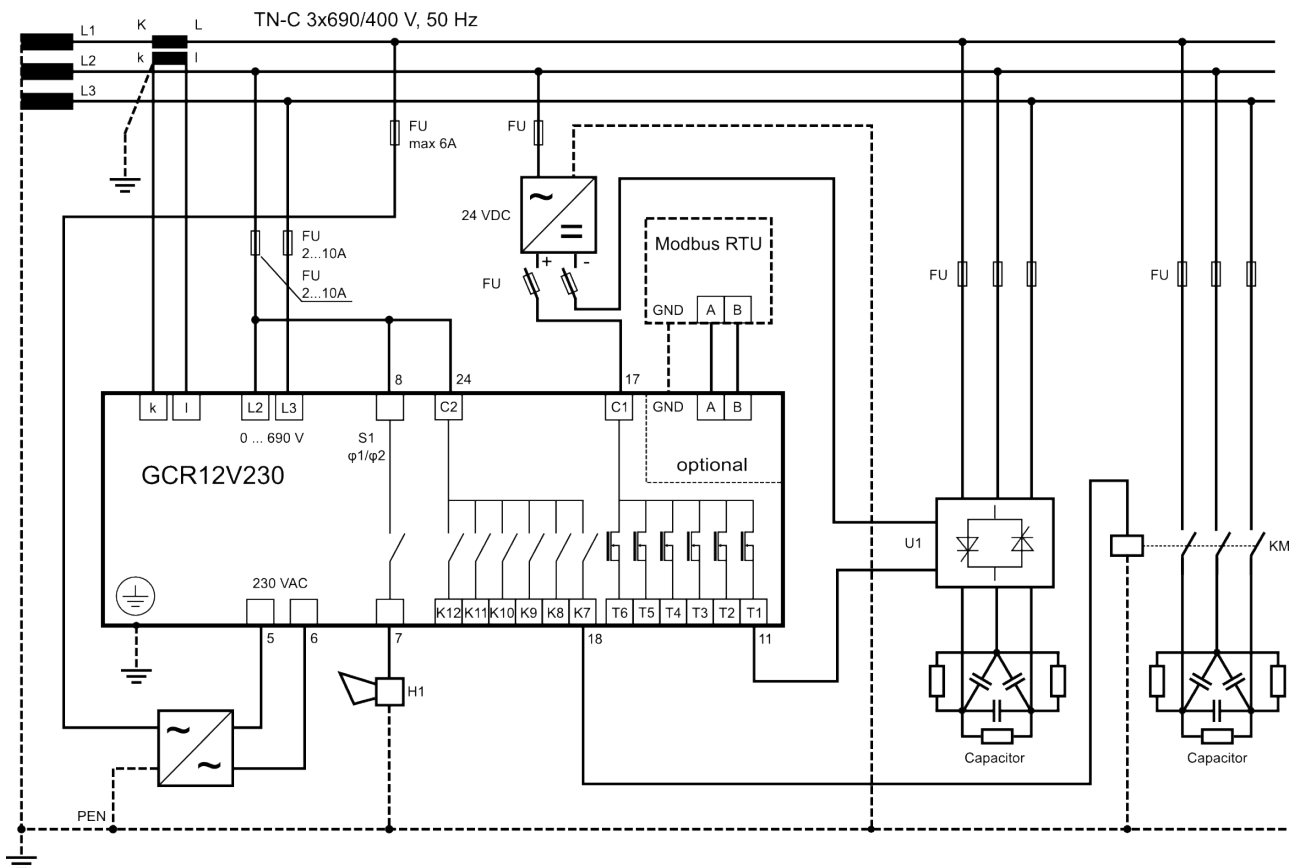 TN-C 3x690/400 V, 50 Hz
L1
K
L
L2
k
l
L3
FU
max 6A
FU
24 VDC
FU
2...10A
FU
2...10A
+
-
FU
Modbus RTU
GND
A
B
FU
FU
8
24
17
k
l
L2
L3
C2
C1
GND
A
B
0 ... 690 V
S1
φ1/φ2
optional
GCR12V230
U1
KM
230 VAC
K12
K11
K10
K9
K8
K7
T6
T5
T4
T3
T2
T1
5
6
7
18
11
H1
Capacitor
Capacitor
PEN